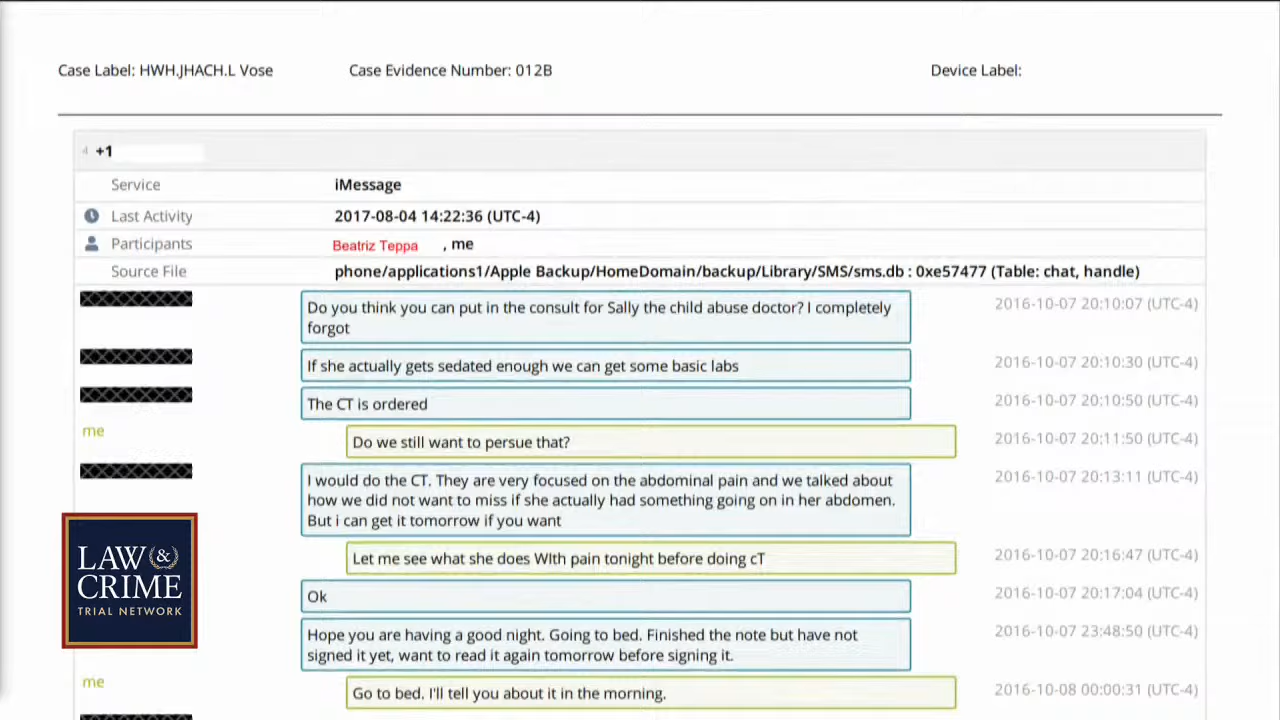 Case Label: HWH.JHACH.L Vose Case Evidence Number: 012B Device Label:
+1
Service iMessage
Last Activity 2017-08-04 14:22:36 (UTC-4)
Participants Beatriz Teppa , me
Source File phone/applications1/Apple Backup/HomeDomain/backup/Library/SMS/sms.db : 0xe57477 (Table: chat, handle)
Do you think you can put in the consult for Sally the child abuse doctor? I completely 2016-10-07 20:10:07 (UTC-4)
forgot
If she actually gets sedated enough we can get some basic labs 2016-10-07 20:10:30 (UTC-4)
The CT is ordered 2016-10-07 20:10:50 (UTC-4)
me Do we still want to persue that? 2016-10-07 20:11:50 (UTC-4)
I would do the CT. They are very focused on the abdominal pain and we talked about 2016-10-07 20:13:11 (UTC-4)
how we did not want to miss if she actually had something going on in her abdomen.
But i can get it tomorrow if you want
Let me see what she does WIth pain tonight before doing cT 2016-10-07 20:16:47 (UTC-4)
Ok 2016-10-07 20:17:04 (UTC-4)
Hope you are having a good night. Going to bed. Finished the note but have not 2016-10-07 23:48:50 (UTC-4)
signed it yet, want to read it again tomorrow before signing it.
me Go to bed. I'll tell you about it in the morning. 2016-10-08 00:00:31 (UTC-4)
LAW &
CRIME
TRIAL NETWORK